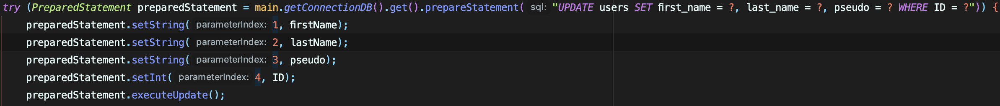 try (PreparedStatement preparedStatement = main.getConnectionDB().get().prepareStatement( sql: "UPDATE users SET first_name = ?, last_name = ?, pseudo = ? WHERE ID = ?")) {
preparedStatement.setString( parameterIndex: 1, firstName);
preparedStatement.setString( parameterIndex: 2, lastName);
preparedStatement.setString( parameterIndex: 3, pseudo);
preparedStatement.setInt( parameterIndex: 4, ID);
preparedStatement.executeUpdate();